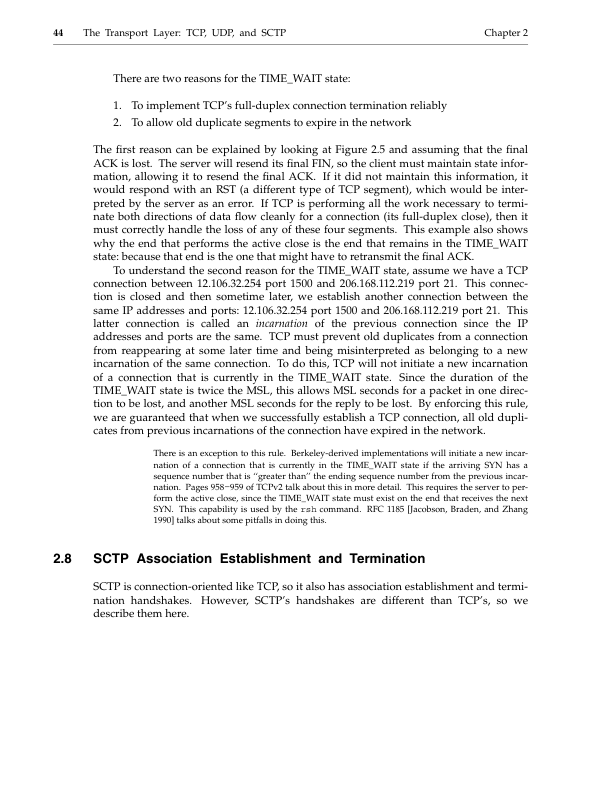 44 The Transport Layer: TCP, UDP, and SCTP Chapter 2
There are two reasons for the TIME_WAIT state:
1. To implement TCP's full-duplex connection termination reliably
2. To allow old duplicate segments to expire in the network
The first reason can be explained by looking at Figure 2.5 and assuming that the final
ACK is lost. The server will resend its final FIN, so the client must maintain state infor-
mation, allowing it to resend the final ACK. If it did not maintain this information, it
would respond with an RST (a different type of TCP segment), which would be inter-
preted by the server as an error. If TCP is performing all the work necessary to termi-
nate both directions of data flow cleanly for a connection (its full-duplex close), then it
must correctly handle the loss of any of these four segments. This example also shows
why the end that performs the active close is the end that remains in the TIME_WAIT
state: because that end is the one that might have to retransmit the final ACK.
To understand the second reason for the TIME_WAIT state, assume we have a TCP
connection between 12.106.32.254 port 1500 and 206.168.112.219 port 21. This connec-
tion is closed and then sometime later, we establish another connection between the
same IP addresses and ports: 12.106.32.254 port 1500 and 206.168.112.219 port 21. This
latter connection is called an incarnation of the previous connection since the IP
addresses and ports are the same. TCP must prevent old duplicates from a connection
from reappearing at some later time and being misinterpreted as belonging to a new
incarnation of the same connection. To do this, TCP will not initiate a new incarnation
of a connection that is currently in the TIME_WAIT state. Since the duration of the
TIME_WAIT state is twice the MSL, this allows MSL seconds for a packet in one direc-
tion to be lost, and another MSL seconds for the reply to be lost. By enforcing this rule,
we are guaranteed that when we successfully establish a TCP connection, all old dupli-
cates from previous incarnations of the connection have expired in the network.
There is an exception to this rule. Berkeley-derived implementations will initiate a new incar-
nation of a connection that is currently in the TIME_WAIT state if the arriving SYN has a
sequence number that is "greater than" the ending sequence number from the previous incar-
nation. Pages 958–959 of TCPv2 talk about this in more detail. This requires the server to per-
form the active close, since the TIME_WAIT state must exist on the end that receives the next
SYN. This capability is used by the rsh command. RFC 1185 [Jacobson, Braden, and Zhang
1990] talks about some pitfalls in doing this.
2.8 SCTP Association Establishment and Termination
SCTP is connection-oriented like TCP, so it also has association establishment and termi-
nation handshakes. However, SCTP's handshakes are different than TCP's, so we
describe them here.